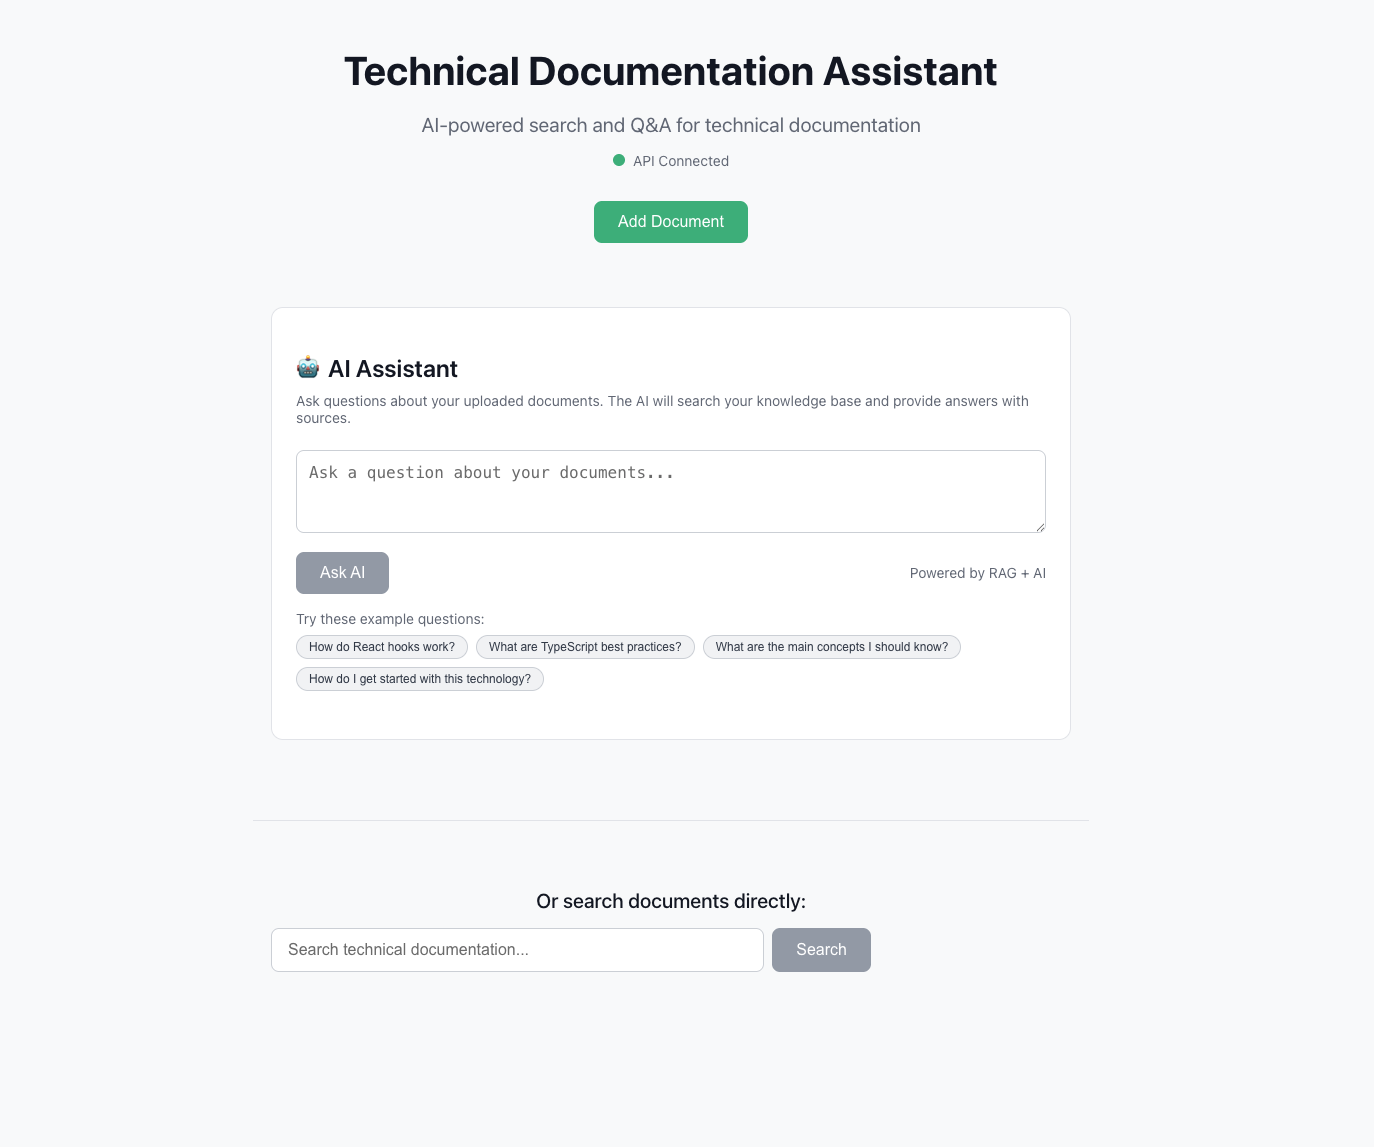 Technical Documentation Assistant
AI-powered search and Q&A for technical documentation
API Connected
Add Document
AI Assistant
Ask questions about your uploaded documents. The AI will search your knowledge base and provide answers with
sources.
Ask a question about your documents...
Ask AI
Powered by RAG + AI
Try these example questions:
How do React hooks work? What are TypeScript best practices? What are the main concepts I should know?
How do I get started with this technology?
Or search documents directly:
Search technical documentation...
Search